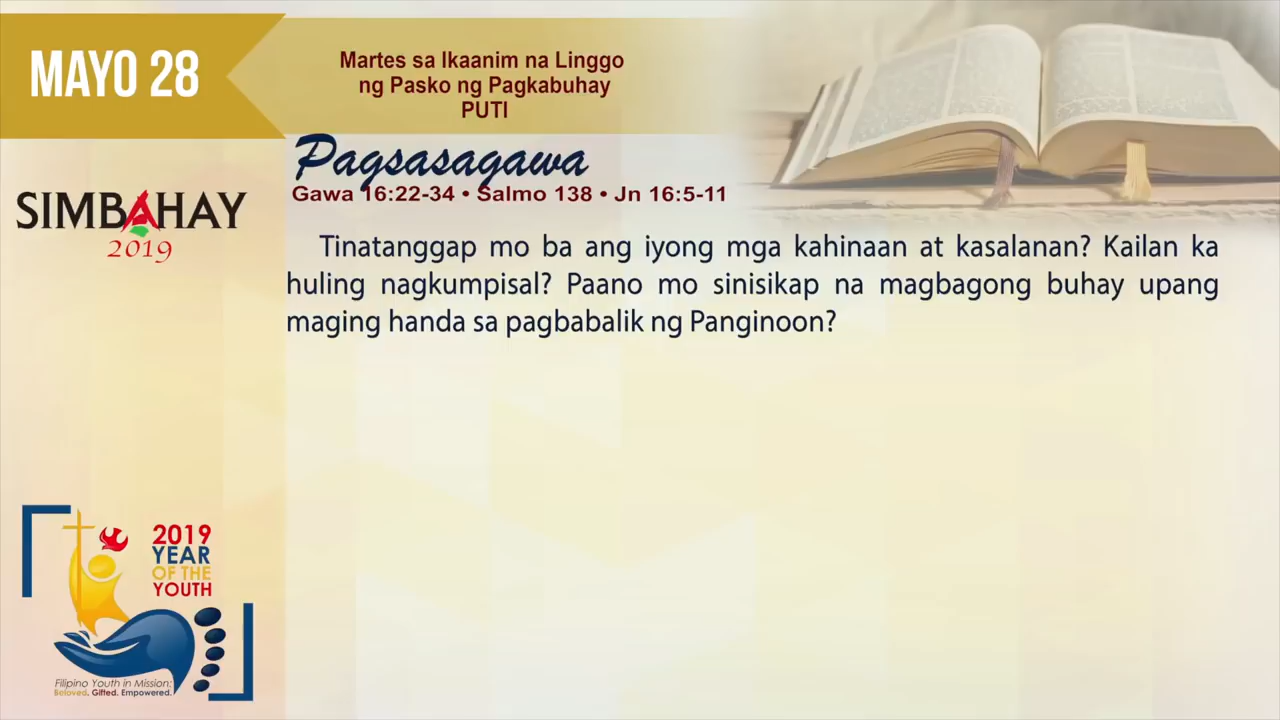 MAYO 28
Martes sa Ikaanim na Linggo
ng Pasko ng Pagkabuhay
PUTI
Pagsasagawa
Gawa 16:22-34 • Salmo 138 • Jn 16:5-11
SIMBAHAY
2019
Tinatanggap mo ba ang iyong mga kahinaan at kasalanan? Kailan ka
huling nagkumpisal? Paano mo sinisikap na magbagong buhay upang
maging handa sa pagbabalik ng Panginoon?
2019
YEAR
OF THE
YOUTH
Filipino Youth in Mission:
Beloved. Gifted. Empowered.